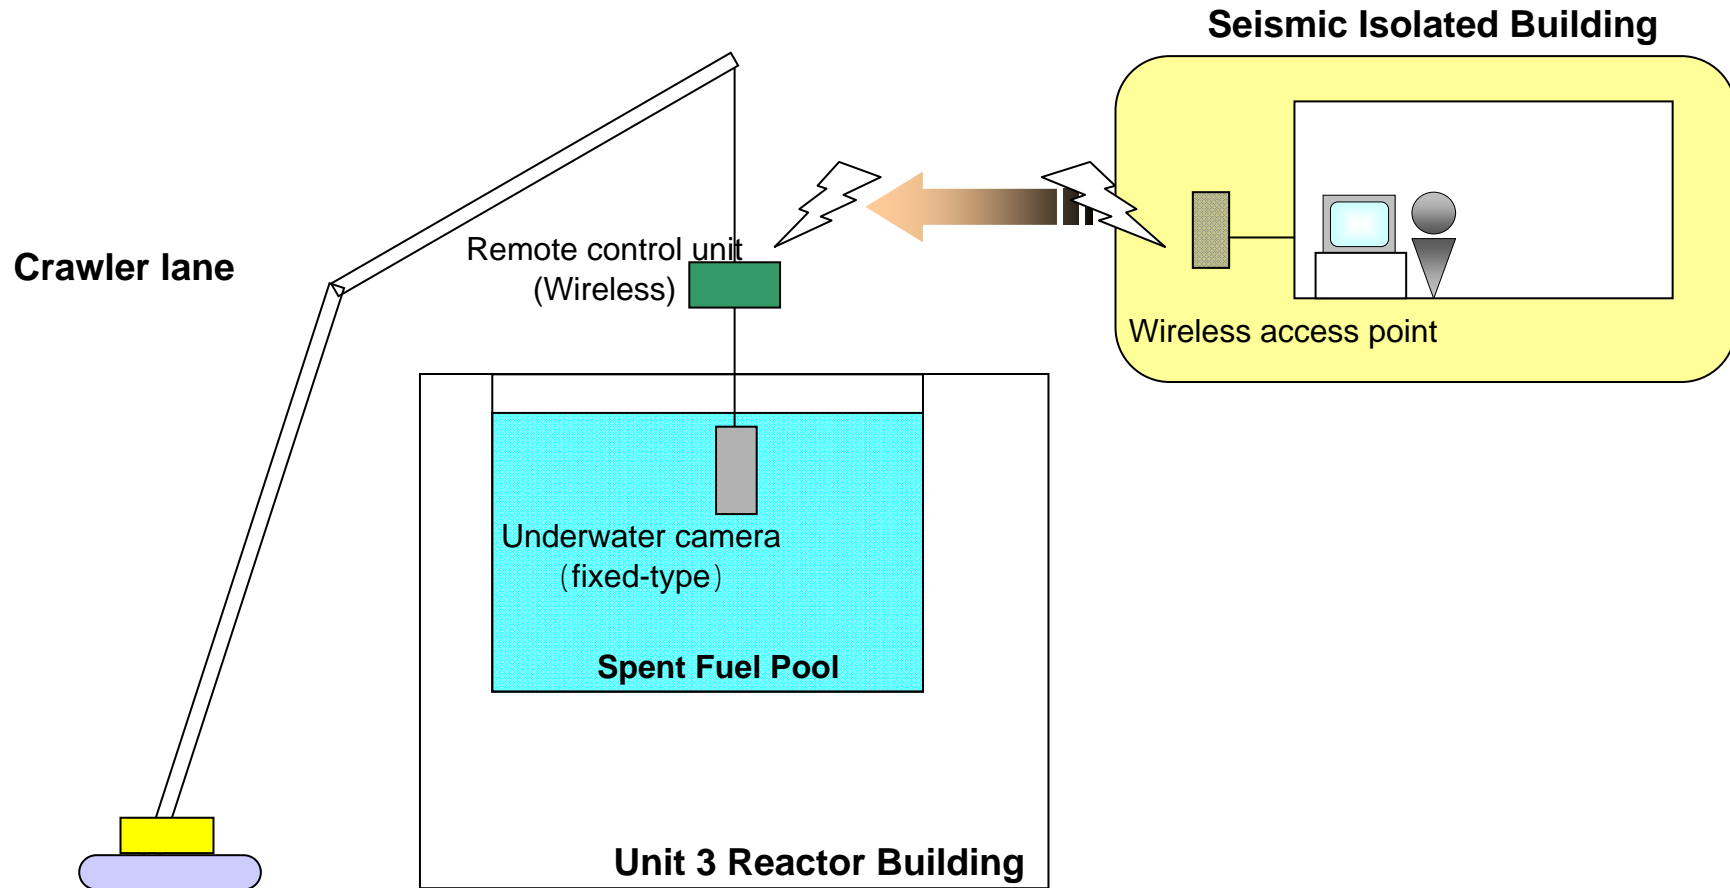 Seismic Isolated Building
Crawler lane
Remote control unit
(Wireless)
Wireless access point
Underwater camera
(fixed-type)
Spent Fuel Pool
Unit 3 Reactor Building